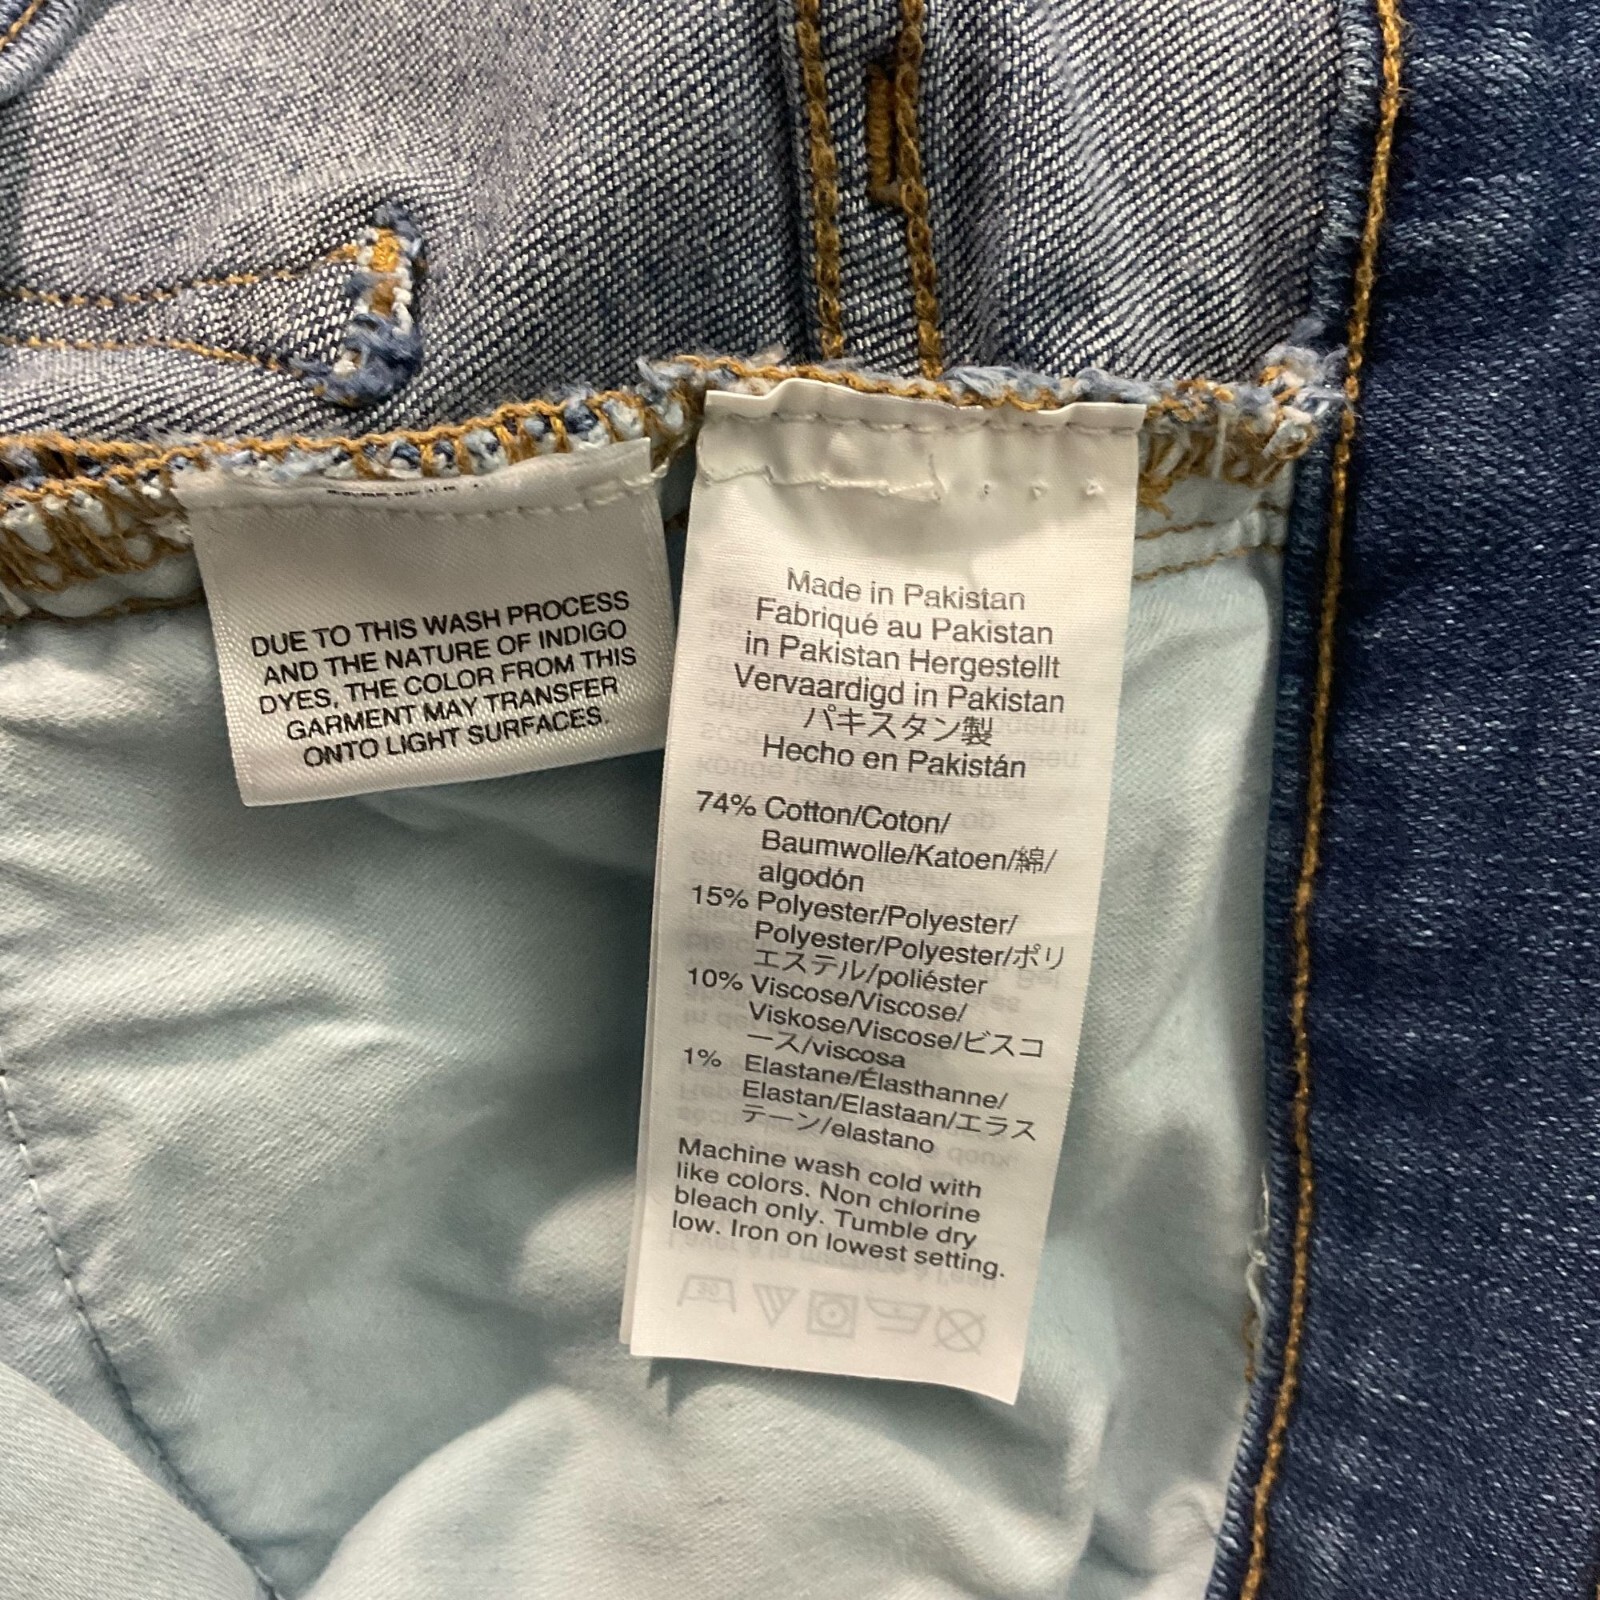 DUE TO THIS WASH PROCESS
AND THE NATURE OF INDIGO
DYES, THE COLOR FROM THIS
GARMENT MAY TRANSFER
ONTO LIGHT SURFACES.
Made in Pakistan
Fabriqué au Pakistan
in Pakistan Hergestellt
Vervaardigd in Pakistan
パキスタン製
Hecho en Pakistán
74% Cotton/Coton/
Baumwolle/Katoen/綿/
algodón
15% Polyester/Polyester/
Polyester/Polyester/ポリ
エステル/poliéster
10% Viscose/Viscose/
Viskose/Viscose/ビスコ
ース/viscosa
1% Elastane/Élasthanne/
Elastan/Elastaan/エラス
テーン/elastano
Machine wash cold with
like colors. Non chlorine
bleach only. Tumble dry
low. Iron on lowest setting.